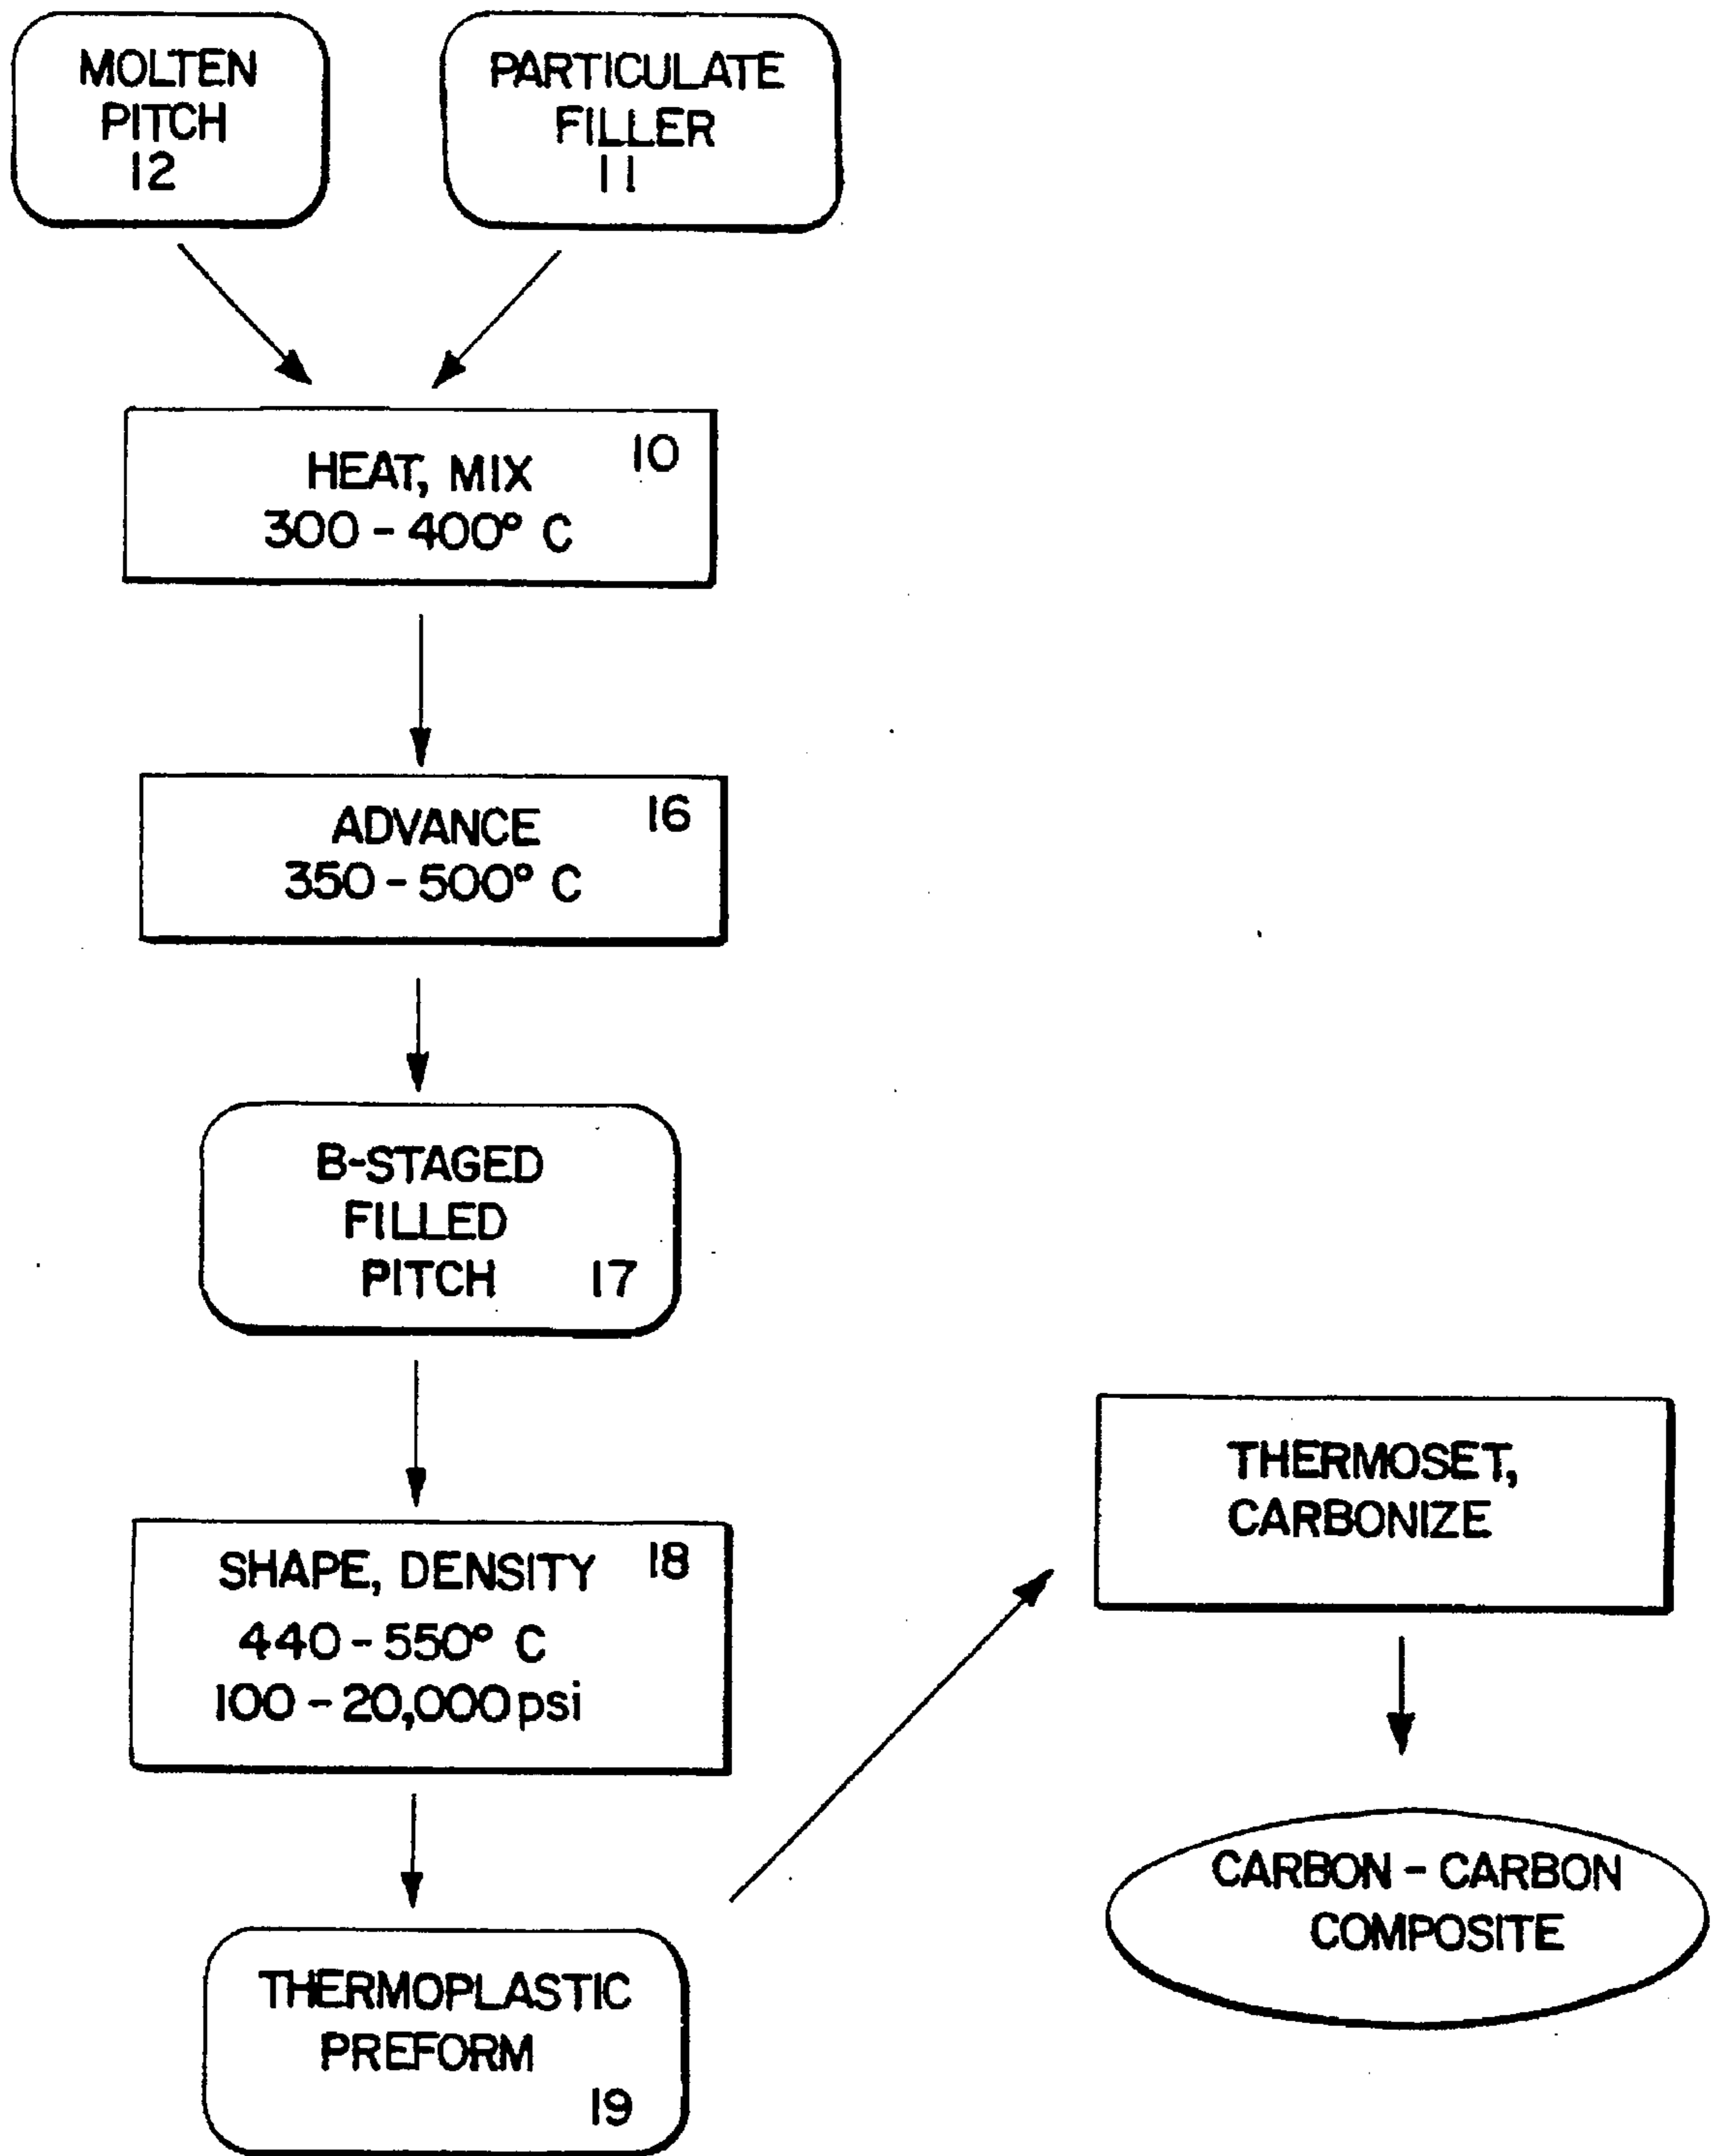 MOLTEN
PITCH
12
PARTICULATE
FILLER
11
10
HEAT, MIX
300 - 400° C
16
ADVANCE
350 - 500° C
B-STAGED
FILLED
PITCH 17
SHAPE, DENSITY 18
440 - 550° C
100 - 20,000 psi
THERMOPLASTIC
PREFORM
19
THERMOSET,
CARBONIZE
CARBON - CARBON
COMPOSITE